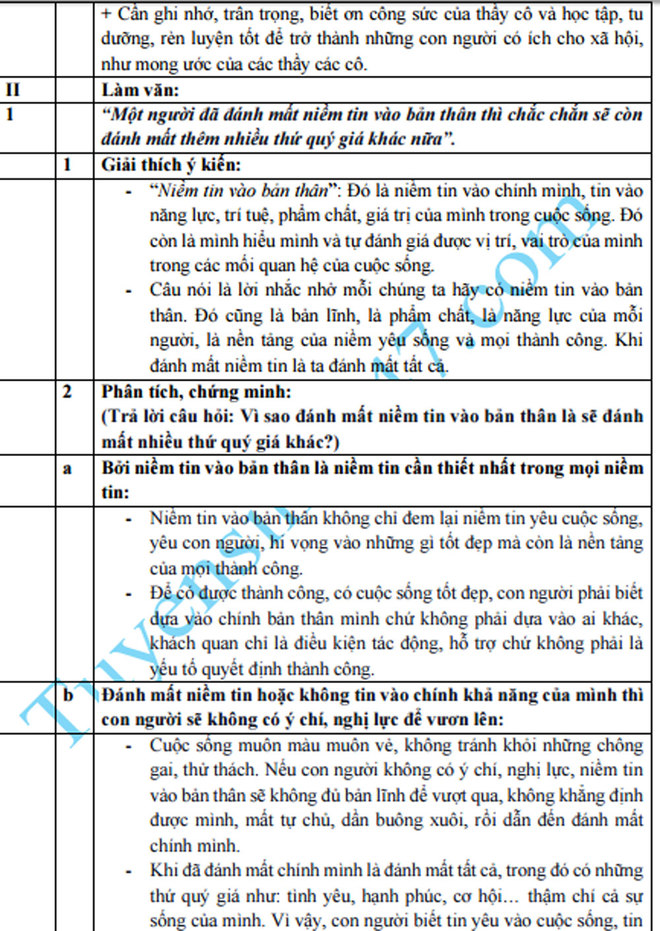 + Cần ghi nhớ, trân trọng, biết ơn công sức của thầy cô và học tập, tu
dưỡng, rèn luyện tốt để trở thành những con người có ích cho xã hội,
như mong ước của các thầy các cô.
II Làm văn:
1 “Một người đã đánh mất niềm tin vào bản thân thì chắc chắn sẽ còn
đánh mất thêm nhiều thứ quý giá khác nữa”.
1 Giải thích ý kiến:
- “Niềm tin vào bản thân”: Đó là niềm tin vào chính mình, tin vào
năng lực, trí tuệ, phẩm chất, giá trị của mình trong cuộc sống. Đó
còn là mình hiểu mình và tự đánh giá được vị trí, vai trò của mình
trong các mối quan hệ của cuộc sống.
- Câu nói là lời nhắc nhở mỗi chúng ta hãy có niềm tin vào bản
thân. Đó cũng là bản lĩnh, là phẩm chất, là năng lực của mỗi
người, là nền tảng của niềm yêu sống và mọi thành công. Khi
đánh mất niềm tin là ta đánh mất tất cả.
2 Phân tích, chứng minh:
(Trả lời câu hỏi: Vì sao đánh mất niềm tin vào bản thân là sẽ đánh
mất nhiều thứ quý giá khác?)
a Bởi niềm tin vào bản thân là niềm tin cần thiết nhất trong mọi niềm
tin:
- Niềm tin vào bản thân không chỉ đem lại niềm tin yêu cuộc sống,
yêu con người, hi vọng vào những gì tốt đẹp mà còn là nền tảng
của mọi thành công.
- Để có được thành công, có cuộc sống tốt đẹp, con người phải biết
dựa vào chính bản thân mình chứ không phải dựa vào ai khác,
khách quan chỉ là điều kiện tác động, hỗ trợ chứ không phải là
yếu tố quyết định thành công.
b Đánh mất niềm tin hoặc không tin vào chính khả năng của mình thì
con người sẽ không có ý chí, nghị lực để vươn lên:
- Cuộc sống muôn màu muôn vẻ, không tránh khỏi những chông
gai, thử thách. Nếu con người không có ý chí, nghị lực, niềm tin
vào bản thân sẽ không đủ bản lĩnh để vượt qua, không khẳng định
được mình, mất tự chủ, dần buông xuôi, rồi dẫn đến đánh mất
chính mình.
- Khi đã đánh mất chính mình là đánh mất tất cả, trong đó có những
thứ quý giá như: tình yêu, hạnh phúc, cơ hội... thậm chí cả sự
sống của mình. Vì vậy, con người biết tin yêu vào cuộc sống, tin